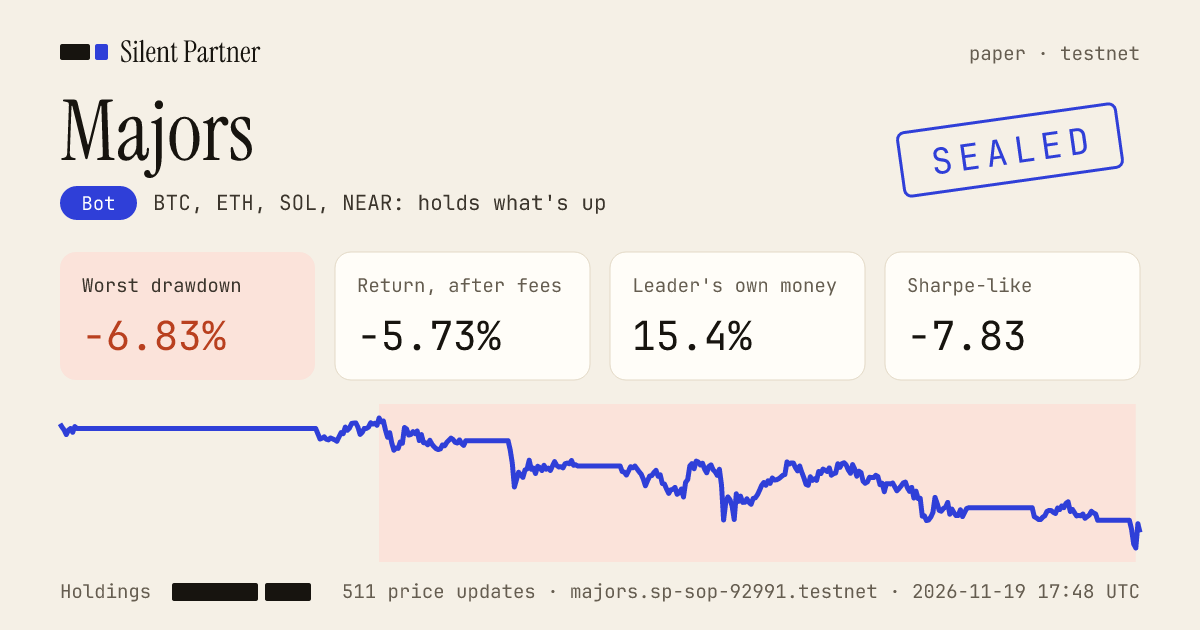 Silent Partner
paper · testnet
Majors
SEALED
Bot
BTC, ETH, SOL, NEAR: holds what's up
Worst drawdown
-6.83%
Return, after fees
-5.73%
Leader's own money
15.4%
Sharpe-like
-7.83
Holdings
511 price updates · majors.sp-sop-92991.testnet · 2026-11-19 17:48 UTC